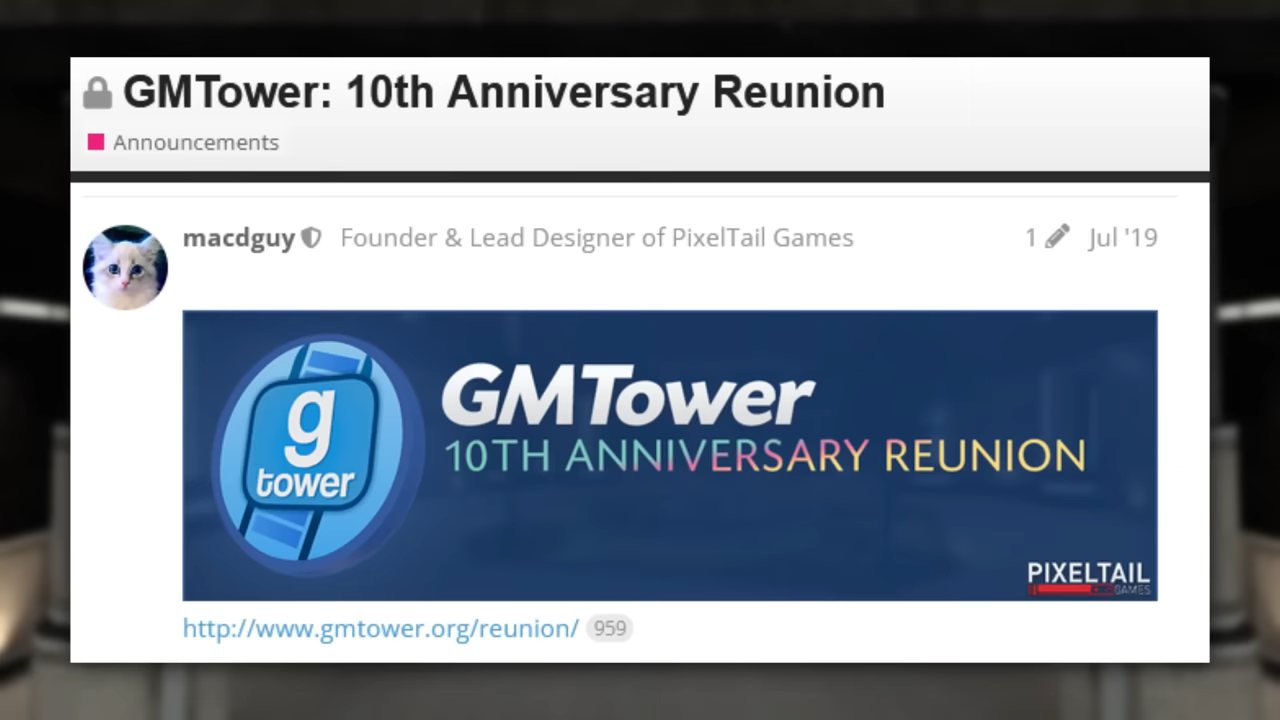 GMTower: 10th Anniversary Reunion
Announcements
macdguy Founder & Lead Designer of PixelTail Games 1 Jul '19
g
tower
GMTower
10TH ANNIVERSARY REUNION
PIXELTAIL
GAMES
http://www.gmtower.org/reunion/ 959